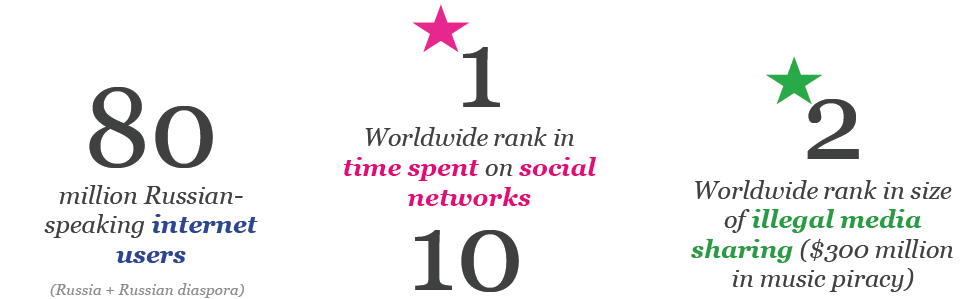 80
million Russian-
speaking internet
users
(Russia + Russian diaspora)
1
Worldwide rank in
time spent on social
networks
10
2
Worldwide rank in size
of illegal media
sharing ($300 million
in music piracy)